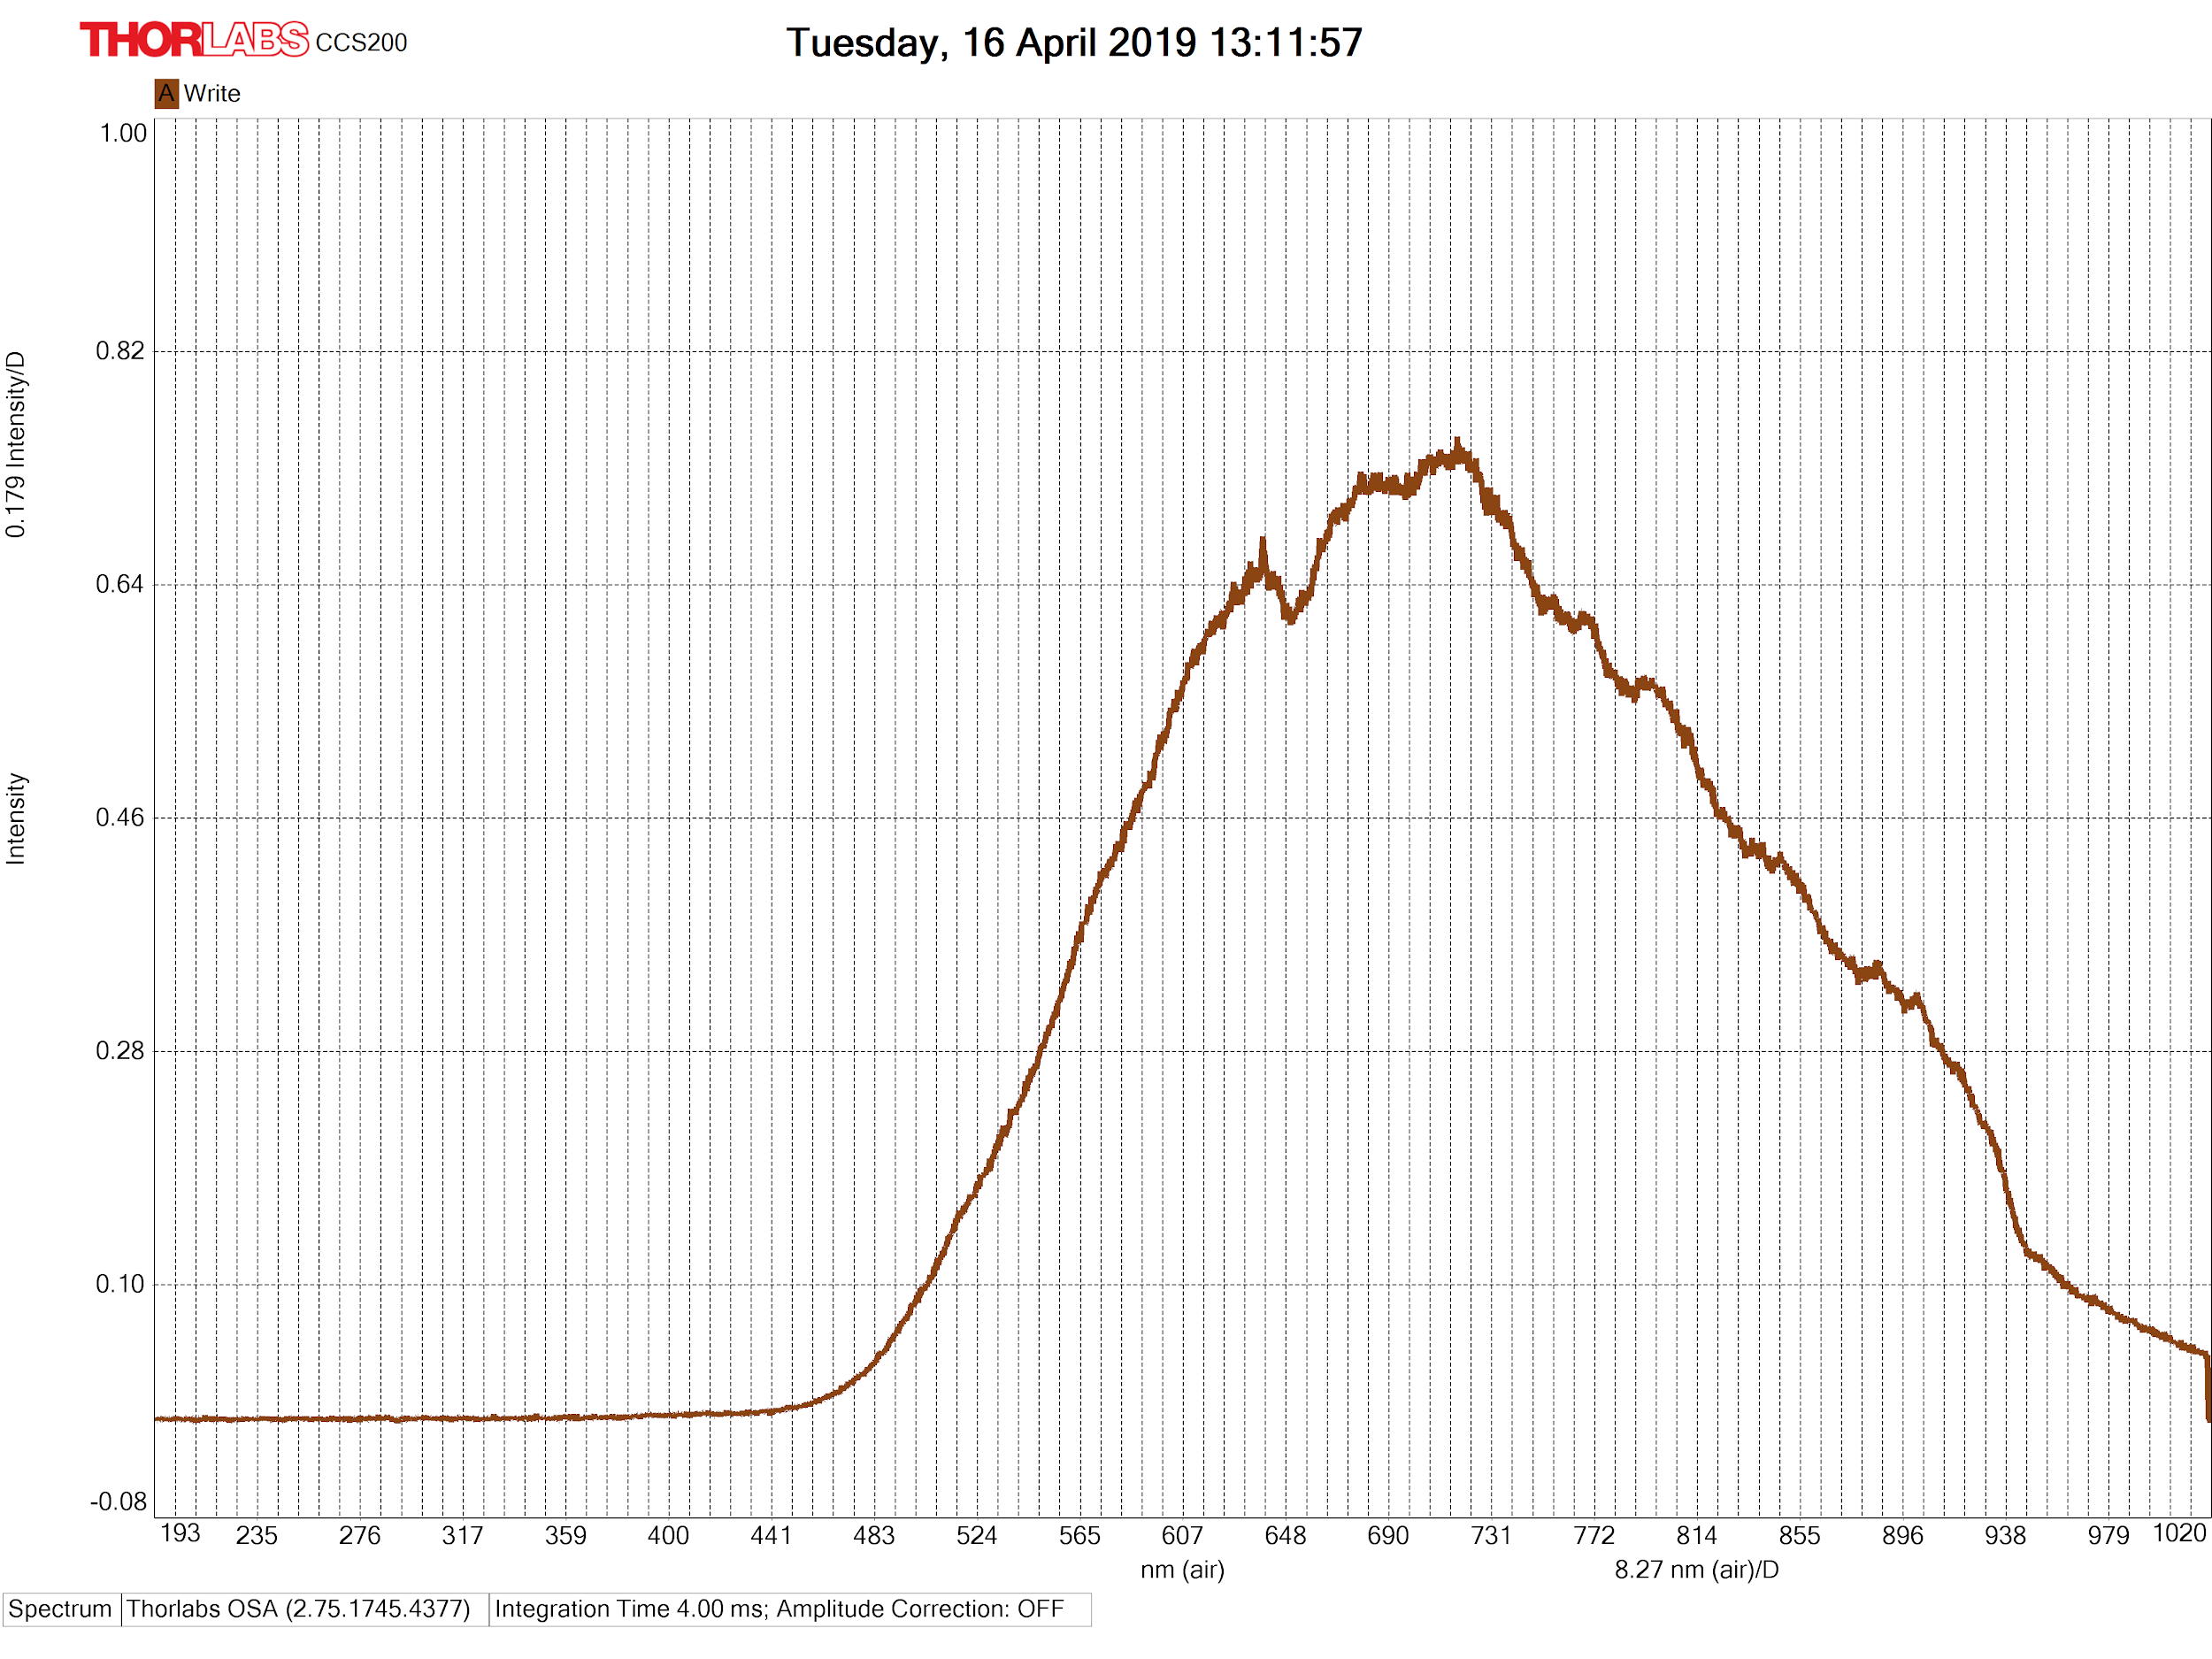 THORLABS CCS200
Tuesday, 16 April 2019 13:11:57
A Write
1.00
0.82
0.64
0.46
0.28
0.10
-0.08
0.179 Intensity/D
Intensity
193 235 276 317 359 400 441 483 524 565 607 648 690 731 772 814 855 896 938 979 1020
nm (air) 8.27 nm (air)/D
Spectrum Thorlabs OSA (2.75.1745.4377) Integration Time 4.00 ms; Amplitude Correction: OFF